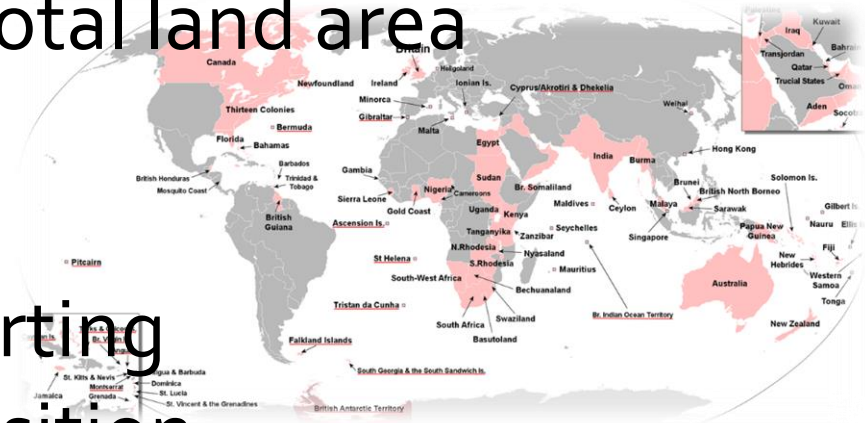 otal land area
Palestine
Kuwait
Iraq
Britain
Bahrain
Transjordan
Canada
Heligoland
Qatar
Newfoundland
Ireland
Ionian Is.
Trucial States
Oman
Cyprus/Akrotiri & Dhekelia
Minorca
Weihai
Aden
Thirteen Colonies
Gibraltar
Socotra
Bermuda
Malta
Florida
Egypt
Bahamas
Hong Kong
India
Burma
Barbados
Gambia
British Honduras
Trinidad &
Tobago
Sudan
Solomon Is.
Mosquito Coast
Nigeria
Br. Somaliland
Brunei
British North Borneo
Cameroons
Sierra Leone
Maldives
Ceylon
Malaya
Sarawak
Gilbert Is
Gold Coast
Uganda
Kenya
British
Guiana
Ascension Is.
Seychelles
Nauru
Ellis
Tanganyika
Zanzibar
Singapore
Papua New
Guinea
N.Rhodesia
Nyasaland
Fiji
Pitcairn
St Helena
S.Rhodesia
Mauritius
New
Hebrides
South-West Africa
Western
Samoa
Bechuanaland
Australia
Tonga
Tristan da Cunha
Swaziland
Br. Indian Ocean Territory
rting
South Africa
New Zealand
Basutoland
Falkland Islands
St. Kitts & Nevis
igua & Barbuda
South Georgia & the South Sandwich Is.
Montserrat
Dominica
Jamaica
Grenada
St. Lucia
St. Vincent & the Grenadines
British Antarctic Territory
sition